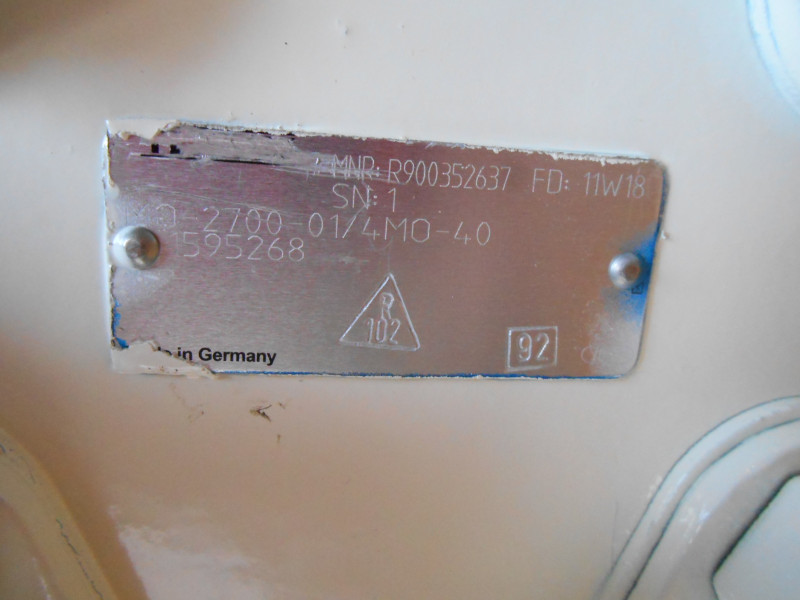 MNR: R900352637 FD: 11W18
SN: 1
-2700-01/4M0-40
595268
R
102
92
in Germany